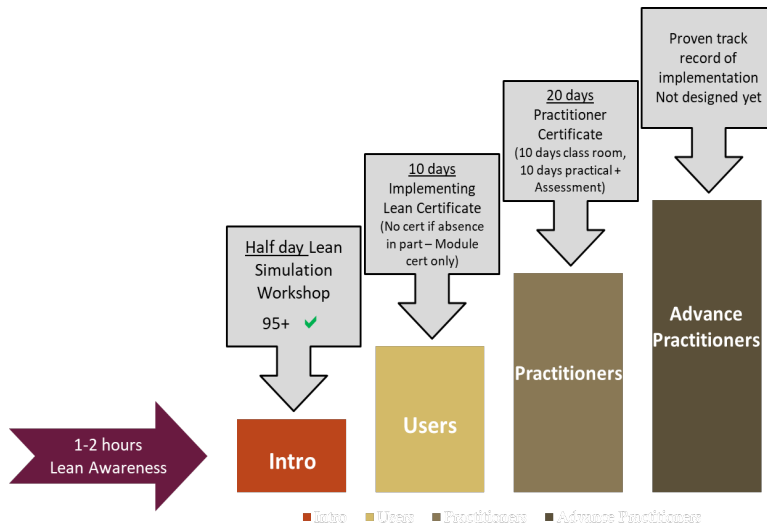 Proven track
record of
implementation
Not designed yet
20 days
Practitioner
Certificate
(10 days class room,
10 days practical +
Assessment)
10 days
Implementing
Lean Certificate
(No cert if absence
in part – Module
cert only)
Half day Lean
Simulation
Workshop
95+
1-2 hours
Lean Awareness
Intro
Users
Practitioners
Advance
Practitioners
Intro Users Practitioners Advance Practitioners